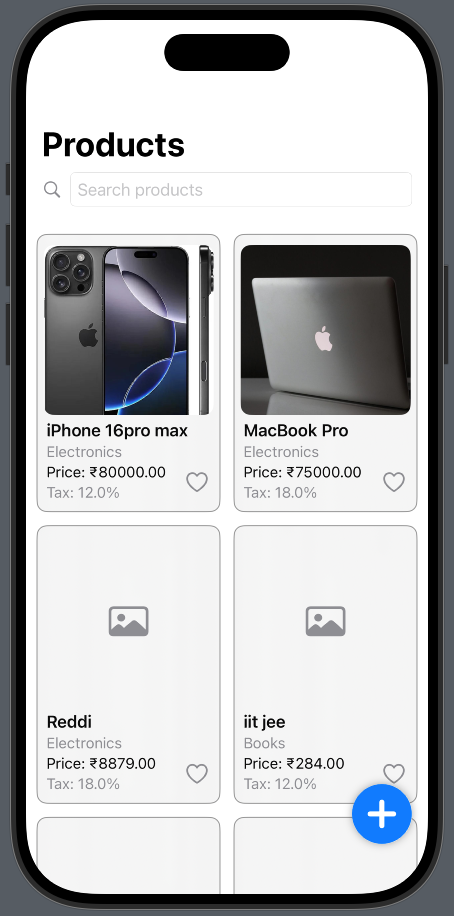 Products
Search products
iPhone 16pro max
Electronics
Price: ₹80000.00
Tax: 12.0%
MacBook Pro
Electronics
Price: ₹75000.00
Tax: 18.0%
Reddi
Electronics
Price: ₹8879.00
Tax: 18.0%
iit jee
Books
Price: ₹284.00
Tax: 12.0%